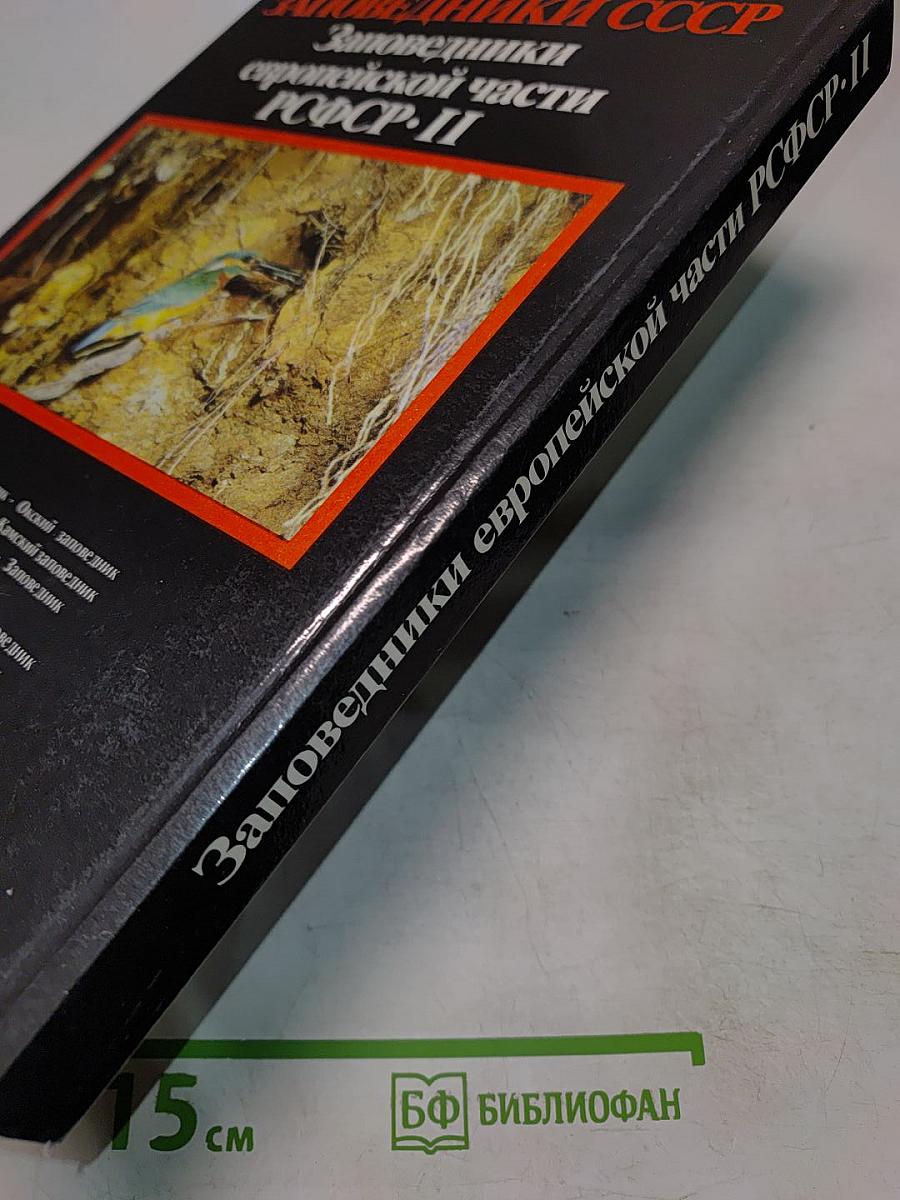 ЗАПОВЕДНИКИ СССР
Заповедники
европейской части
РСФСР·II
Окский заповедник
Камский заповедник
Заповедник
Заповедники европейской части РСФСР·II
15 см
БФ БИБЛИОФАН